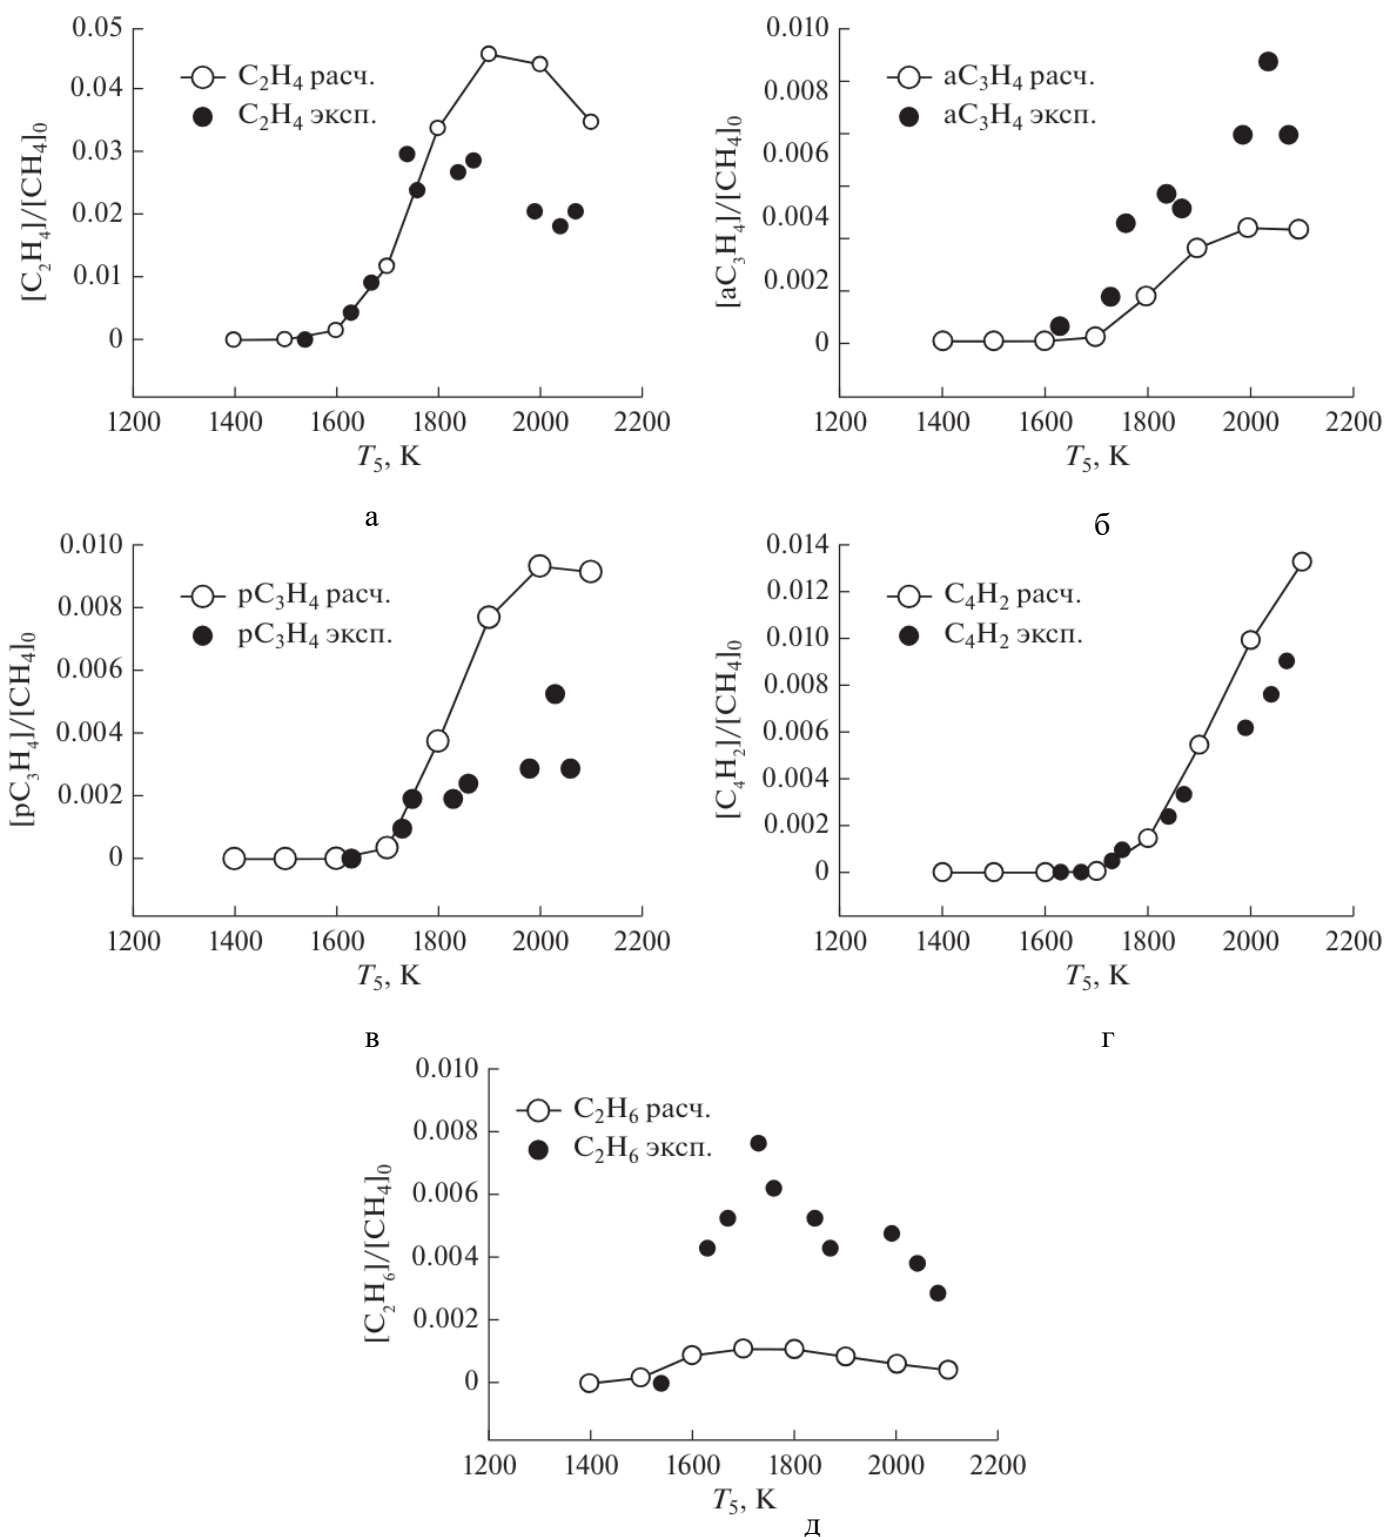 0.05
0.04
0.03
0.02
0.01
0
[C2H4]/[CH4]0
C2H4 расч.
C2H4 эксп.
1200 1400 1600 1800 2000 2200
T5, K
а
0.010
0.008
0.006
0.004
0.002
0
[aC3H4]/[CH4]0
aC3H4 расч.
aC3H4 эксп.
1200 1400 1600 1800 2000 2200
T5, K
б
0.010
0.008
0.006
0.004
0.002
0
[pC3H4]/[CH4]0
pC3H4 расч.
pC3H4 эксп.
1200 1400 1600 1800 2000 2200
T5, K
в
0.014
0.012
0.010
0.008
0.006
0.004
0.002
0
[C4H2]/[CH4]0
C4H2 расч.
C4H2 эксп.
1200 1400 1600 1800 2000 2200
T5, K
г
0.010
0.008
0.006
0.004
0.002
0
[C2H6]/[CH4]0
C2H6 расч.
C2H6 эксп.
1200 1400 1600 1800 2000 2200
T5, K
д